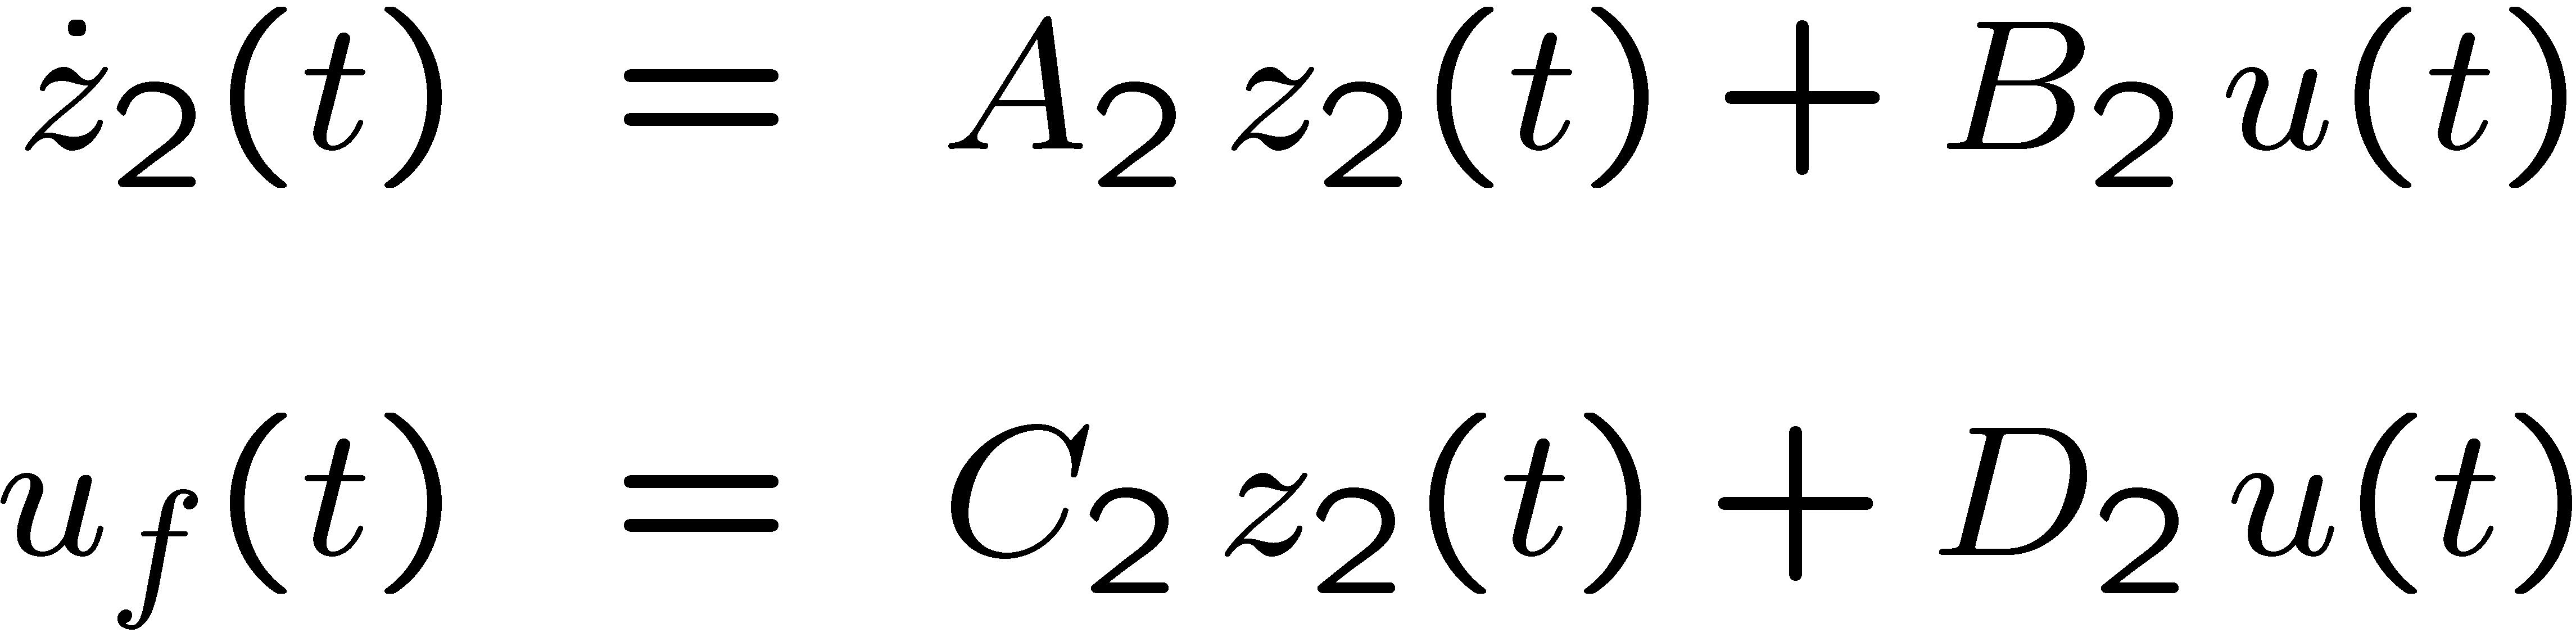 ż₂(t) = A₂ z₂(t) + B₂ u(t)
u_f(t) = C₂ z₂(t) + D₂ u(t)